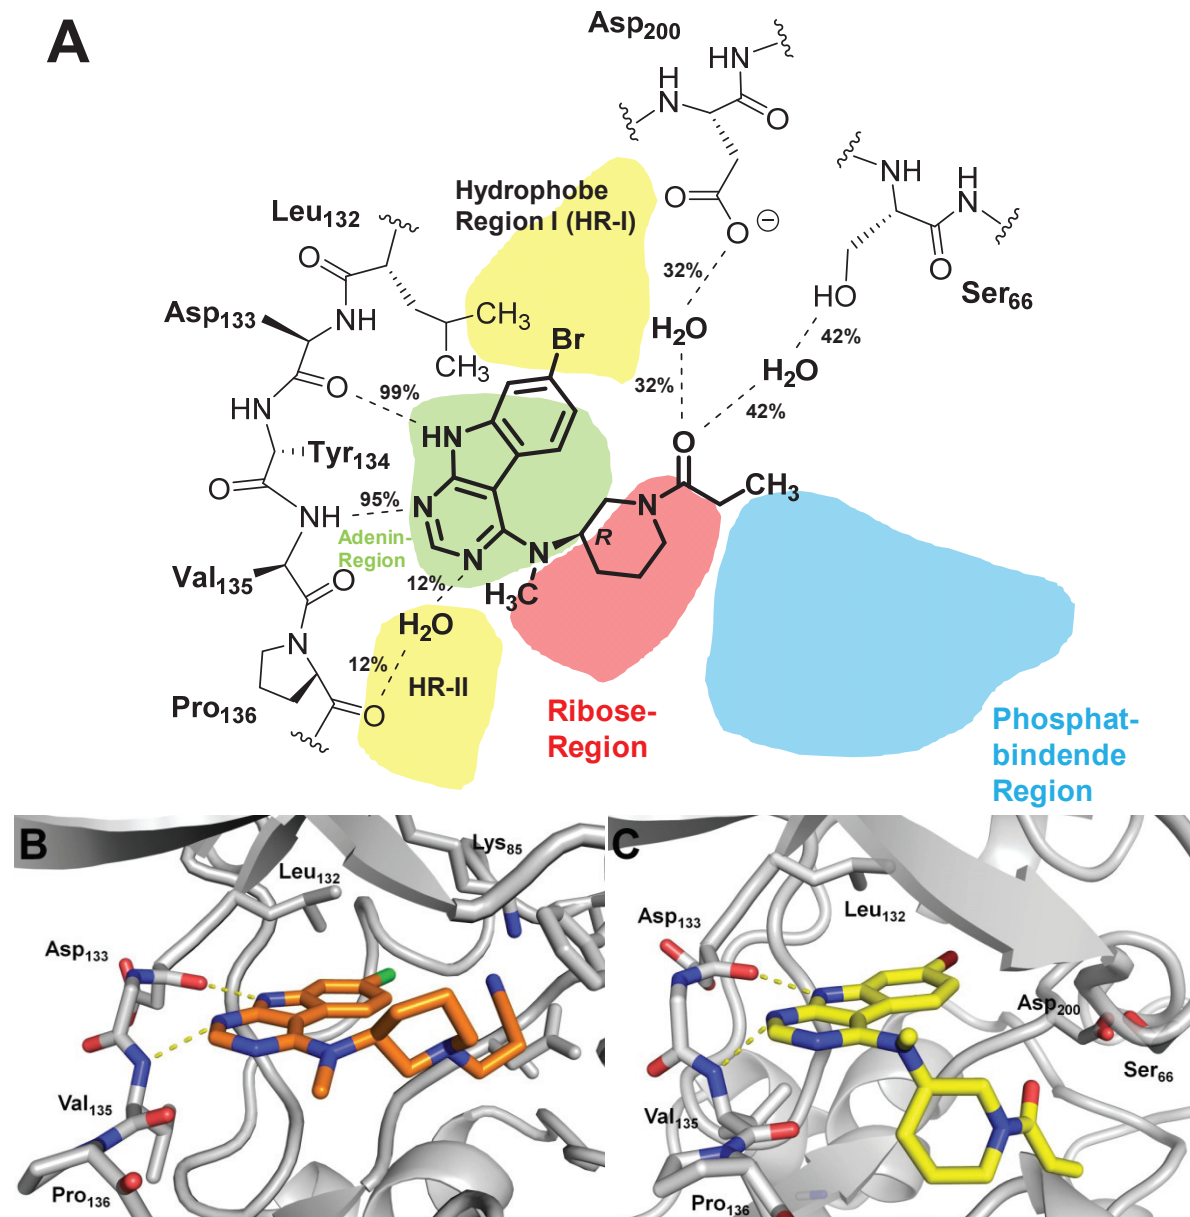 A
Asp200
HN
H
N
O
O
O ⊖
Hydrophobe
Region I (HR-I)
NH
H
N
O
HO
Ser66
Leu132
O
NH
Asp133
CH3
CH3
O
HN
Tyr134
O
NH
Val135
O
N
Pro136
O
32%
H2O
32%
42%
H2O
42%
Br
99%
HN
95%
N
N
Adenin-
Region
12%
H2O
12%
HR-II
N
H3C
R
N
O
CH3
Ribose-
Region
Phosphat-
bindende
Region
B
Lys85
Leu132
Asp133
Val135
Pro136
C
Asp133
Leu132
Asp200
Ser66
Val135
Pro136